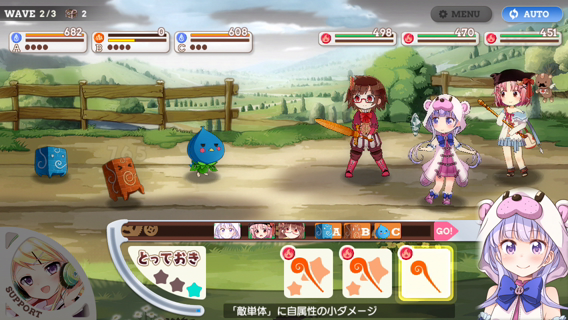 WAVE 2/3 2
MENU
AUTO
682
A
0
B
608
C
498
470
451
A B C GO!
とっておき
SUPPORT
「敵単体」に自属性の小ダメージ